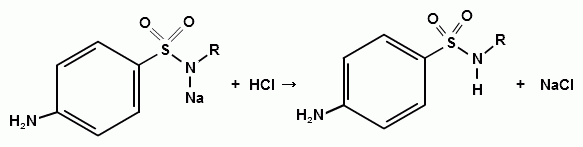 O O
S R
N
Na
H₂N
+ HCl →
O O
S R
N
H
H₂N
+ NaCl